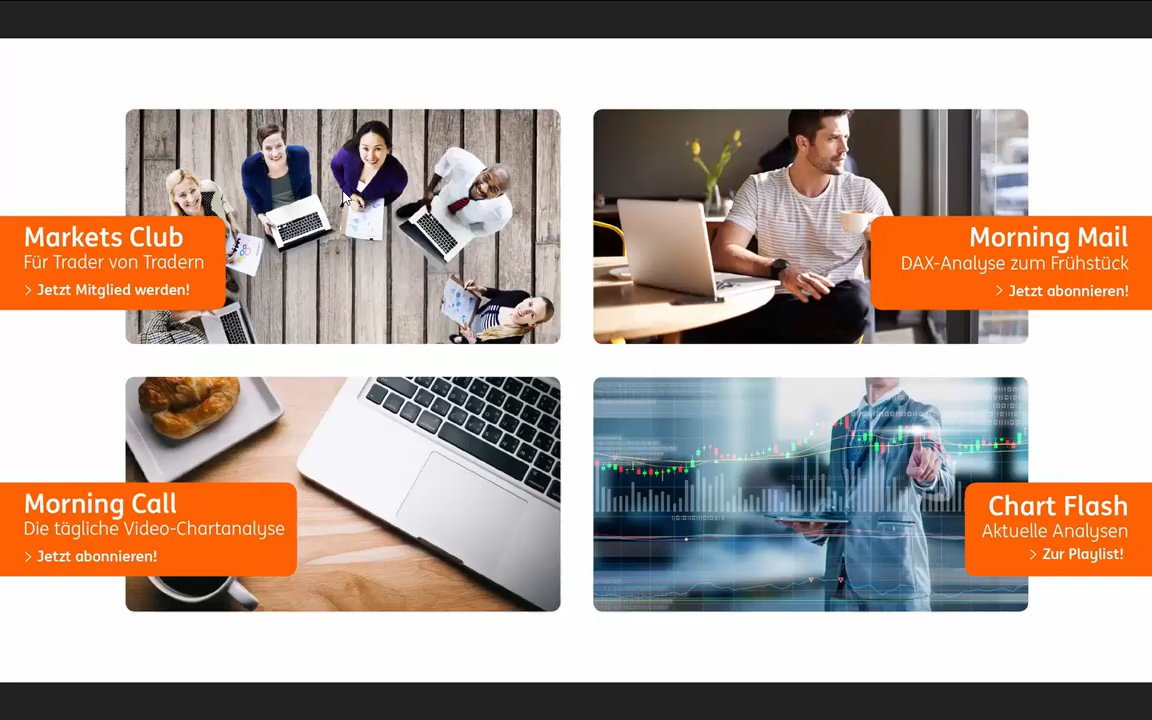 Markets Club
Für Trader von Tradern
> Jetzt Mitglied werden!
Morning Mail
DAX-Analyse zum Frühstück
> Jetzt abonnieren!
Morning Call
Die tägliche Video-Chartanalyse
> Jetzt abonnieren!
Chart Flash
Aktuelle Analysen
> Zur Playlist!